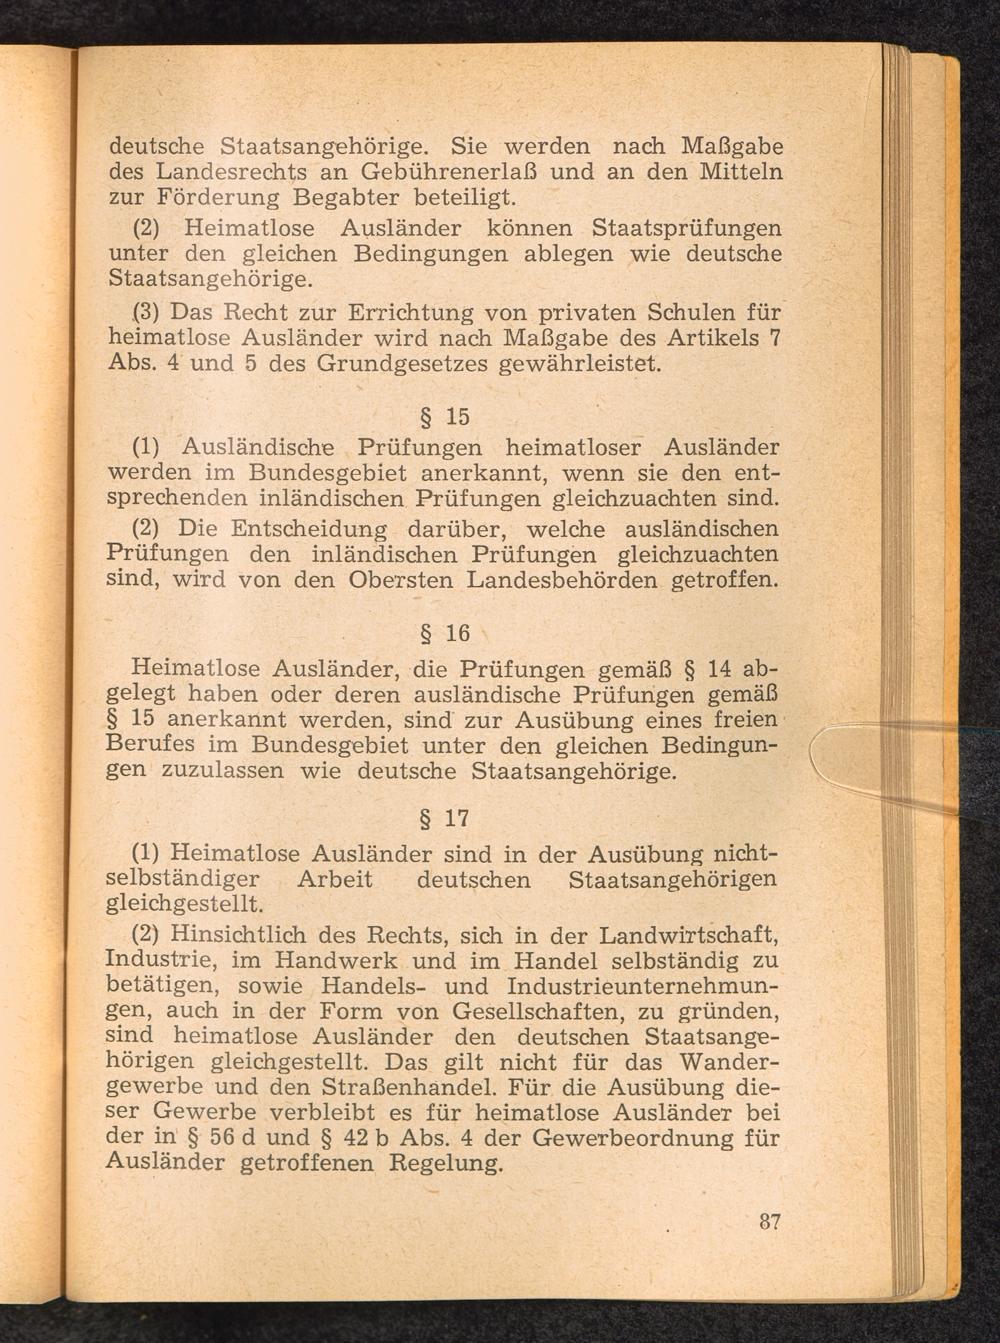 deutsche Staatsangehörige. Sie werden nach Maßgabe
des Landesrechts an Gebührenerlaß und an den Mitteln
zur Förderung Begabter beteiligt.
(2) Heimatlose Ausländer können Staatsprüfungen
unter den gleichen Bedingungen ablegen wie deutsche
Staatsangehörige.
(3) Das Recht zur Errichtung von privaten Schulen für
heimatlose Ausländer wird nach Maßgabe des Artikels 7
Abs. 4 und 5 des Grundgesetzes gewährleistet.
§ 15
(1) Ausländische Prüfungen heimatloser Ausländer
werden im Bundesgebiet anerkannt, wenn sie den ent-
sprechenden inländischen Prüfungen gleichzuachten sind.
(2) Die Entscheidung darüber, welche ausländischen
Prüfungen den inländischen Prüfungen gleichzuachten
sind, wird von den Obersten Landesbehörden getroffen.
§ 16
Heimatlose Ausländer, die Prüfungen gemäß § 14 ab-
gelegt haben oder deren ausländische Prüfungen gemäß
§ 15 anerkannt werden, sind zur Ausübung eines freien
Berufes im Bundesgebiet unter den gleichen Bedingun-
gen zuzulassen wie deutsche Staatsangehörige.
§ 17
(1) Heimatlose Ausländer sind in der Ausübung nicht-
selbständiger Arbeit deutschen Staatsangehörigen
gleichgestellt.
(2) Hinsichtlich des Rechts, sich in der Landwirtschaft,
Industrie, im Handwerk und im Handel selbständig zu
betätigen, sowie Handels- und Industrieunternehmun-
gen, auch in der Form von Gesellschaften, zu gründen,
sind heimatlose Ausländer den deutschen Staatsange-
hörigen gleichgestellt. Das gilt nicht für das Wander-
gewerbe und den Straßenhandel. Für die Ausübung die-
ser Gewerbe verbleibt es für heimatlose Ausländer bei
der in § 56 d und § 42 b Abs. 4 der Gewerbeordnung für
Ausländer getroffenen Regelung.
87